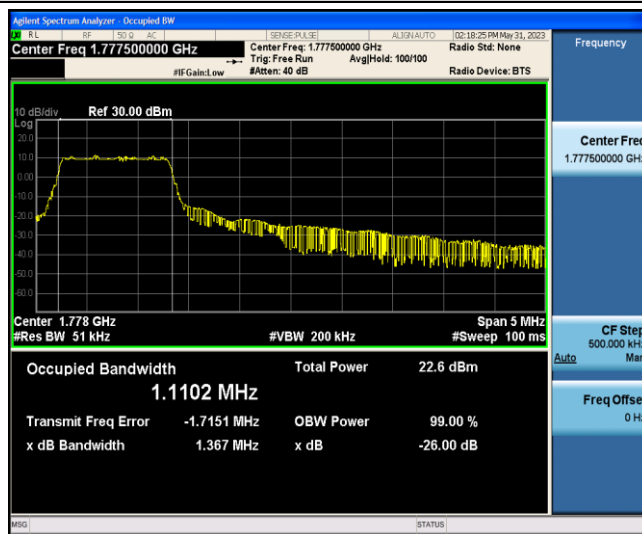 Agilent Spectrum Analyzer - Occupied BW
RL RF 50 Ω AC SENSE:PULSE ALIGN AUTO 02:18:25 PM May 31, 2023
Center Freq 1.777500000 GHz Center Freq: 1.777500000 GHz Radio Std: None Frequency
Trig: Free Run Avg|Hold: 100/100
#IFGain:Low #Atten: 40 dB Radio Device: BTS
10 dB/div Ref 30.00 dBm
Log
20.0
10.0
0.00
-10.0
-20.0
-30.0
-40.0
-50.0
-60.0
Center Freq
1.777500000 GHz
Center 1.778 GHz Span 5 MHz
#Res BW 51 kHz #VBW 200 kHz #Sweep 100 ms
CF Step
500.000 kHz
Auto Man
Occupied Bandwidth Total Power 22.6 dBm
1.1102 MHz
Transmit Freq Error -1.7151 MHz OBW Power 99.00 %
x dB Bandwidth 1.367 MHz x dB -26.00 dB
Freq Offset
0 Hz
MSG STATUS